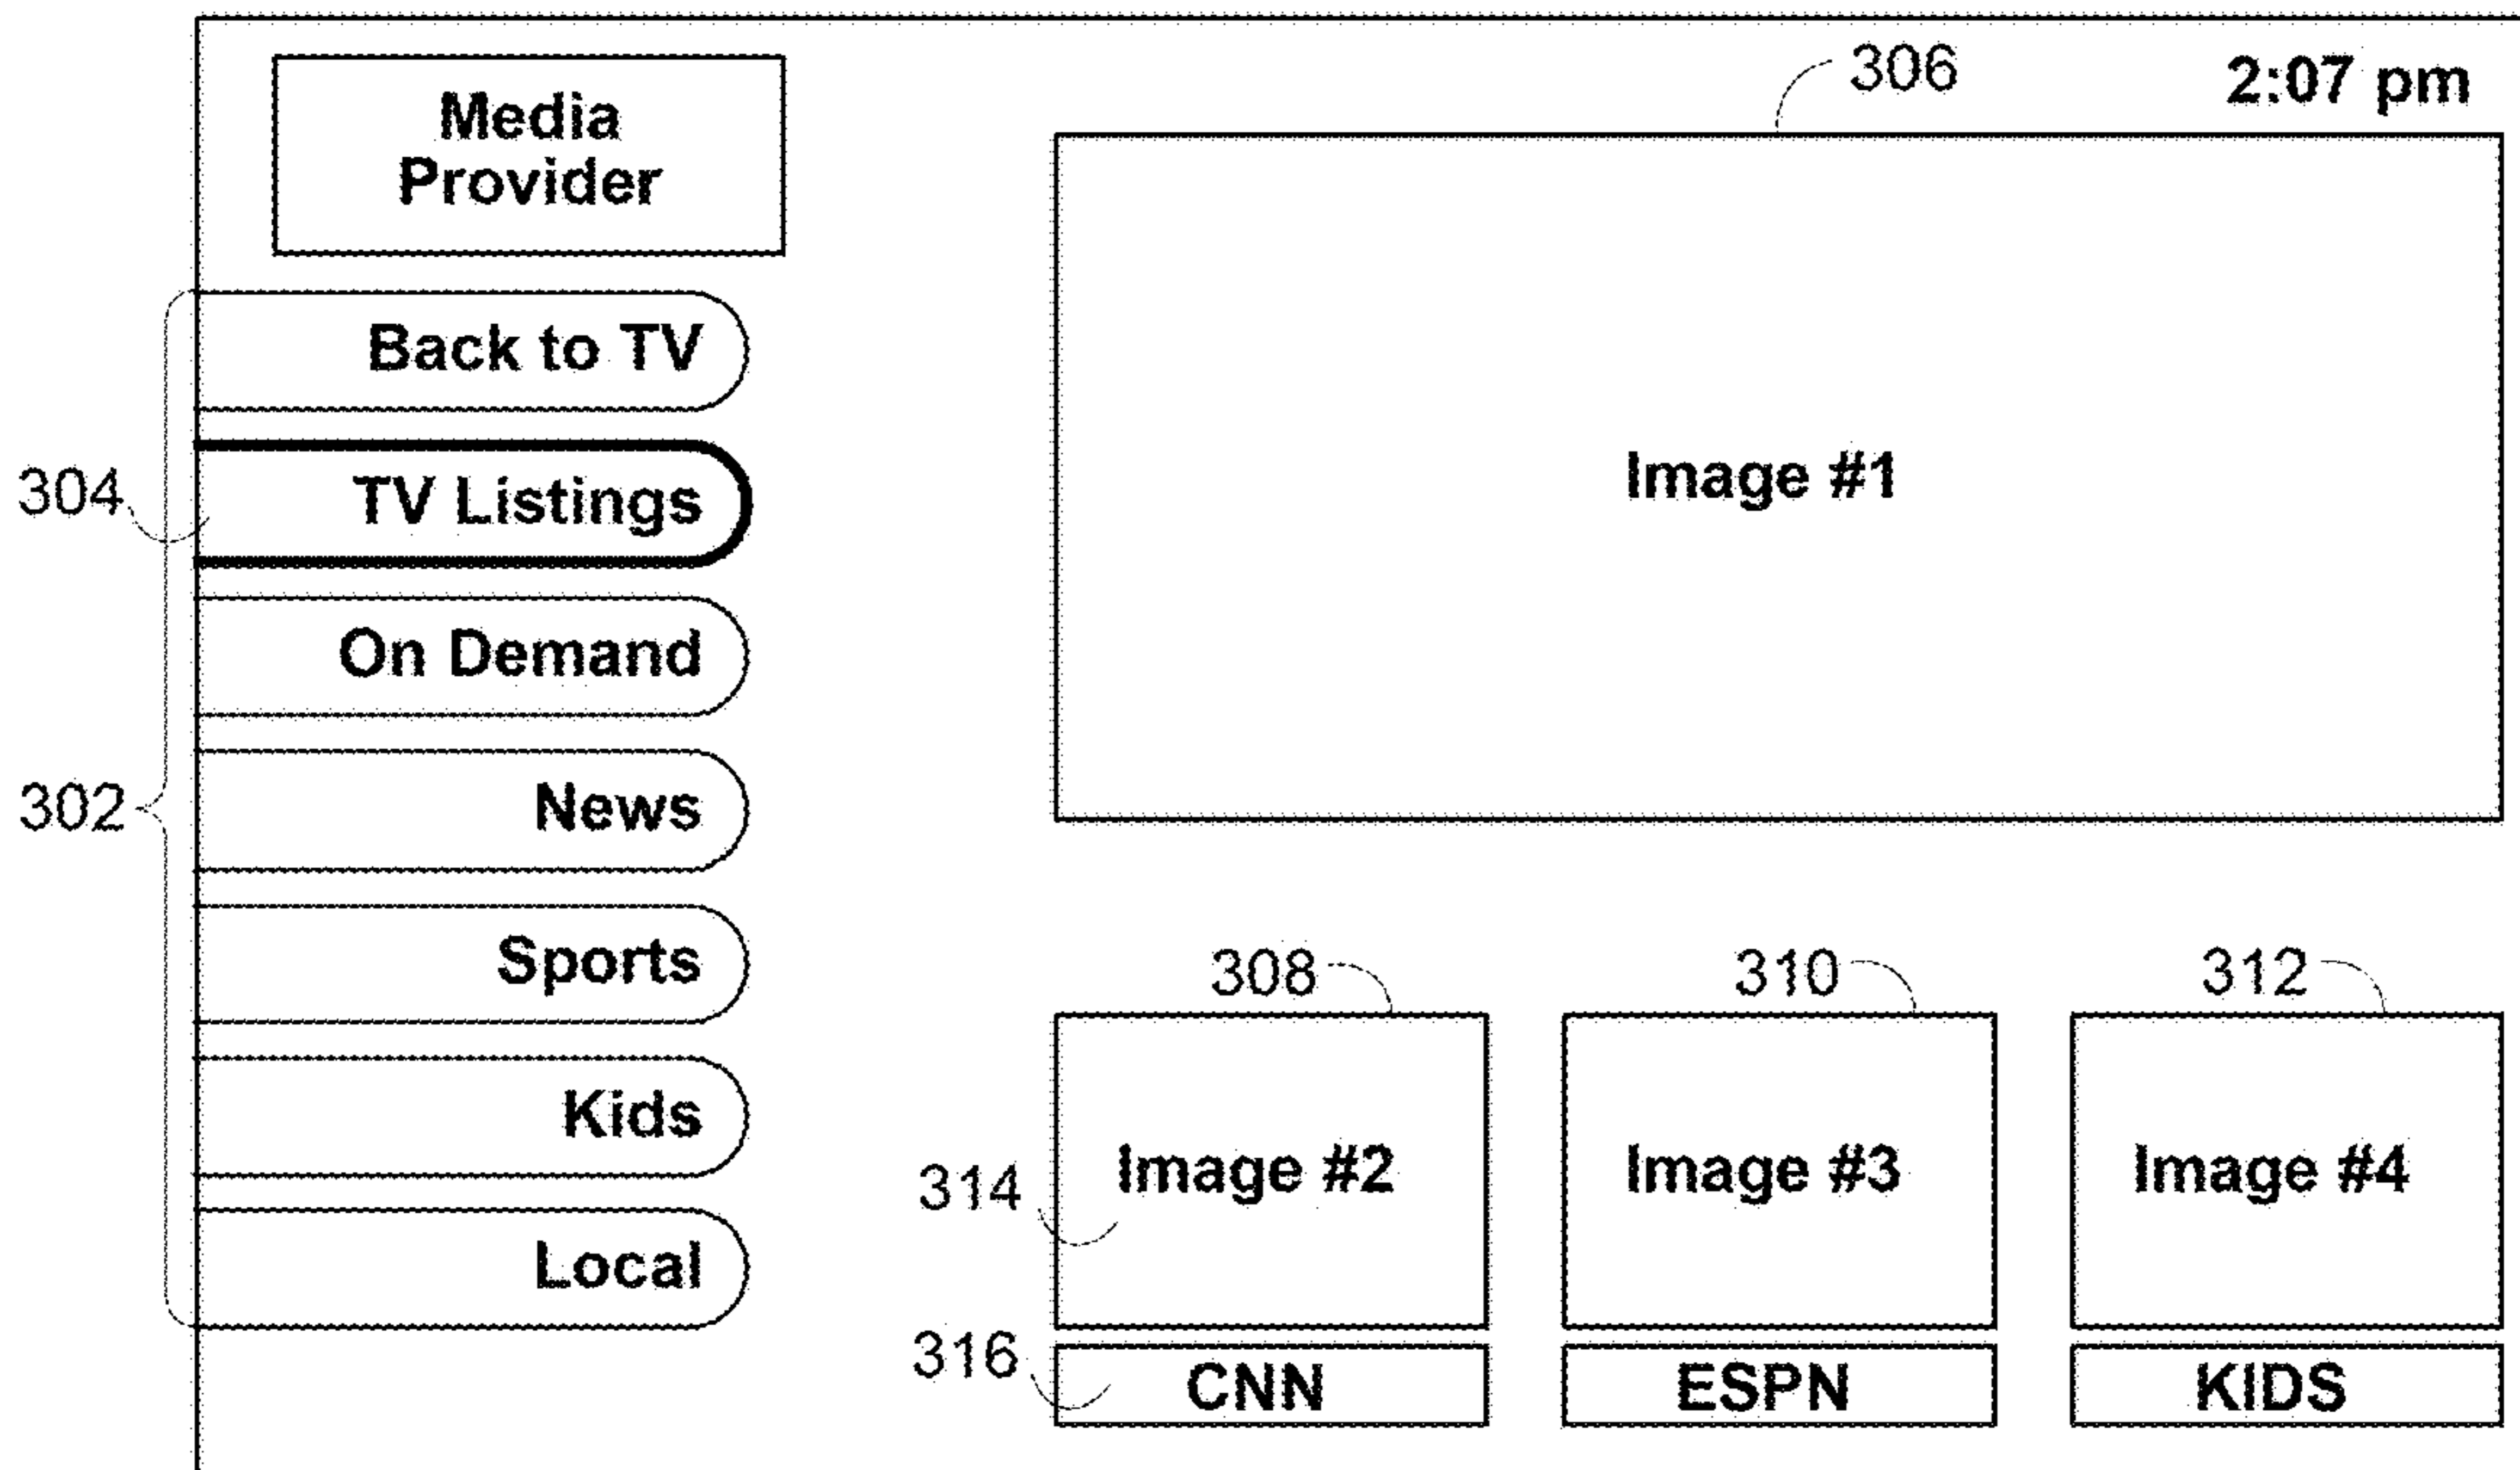 306
2:07 pm
Media
Provider
Back to TV
304
TV Listings
Image #1
On Demand
302
News
Sports
308
310
312
Kids
314
Image #2
Image #3
Image #4
Local
316
CNN
ESPN
KIDS